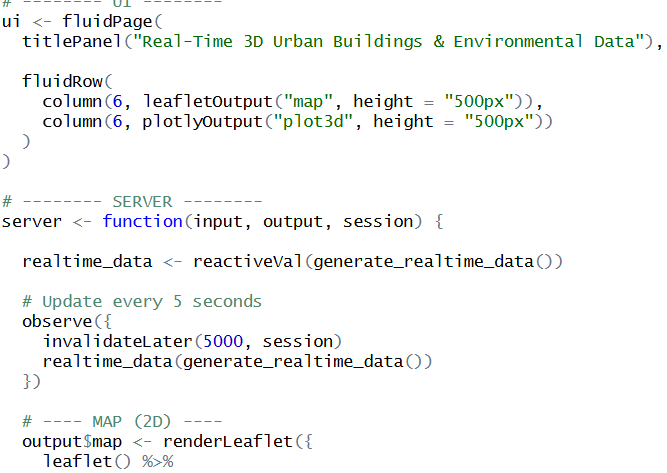 # -------- UI --------
ui <- fluidPage(
  titlePanel("Real-Time 3D Urban Buildings & Environmental Data"),

  fluidRow(
    column(6, leafletOutput("map", height = "500px")),
    column(6, plotlyOutput("plot3d", height = "500px"))
  )
)

# -------- SERVER --------
server <- function(input, output, session) {

  realtime_data <- reactiveVal(generate_realtime_data())

  # Update every 5 seconds
  observe({
    invalidateLater(5000, session)
    realtime_data(generate_realtime_data())
  })

  # ---- MAP (2D) ----
  output$map <- renderLeaflet({
    leaflet() %>%